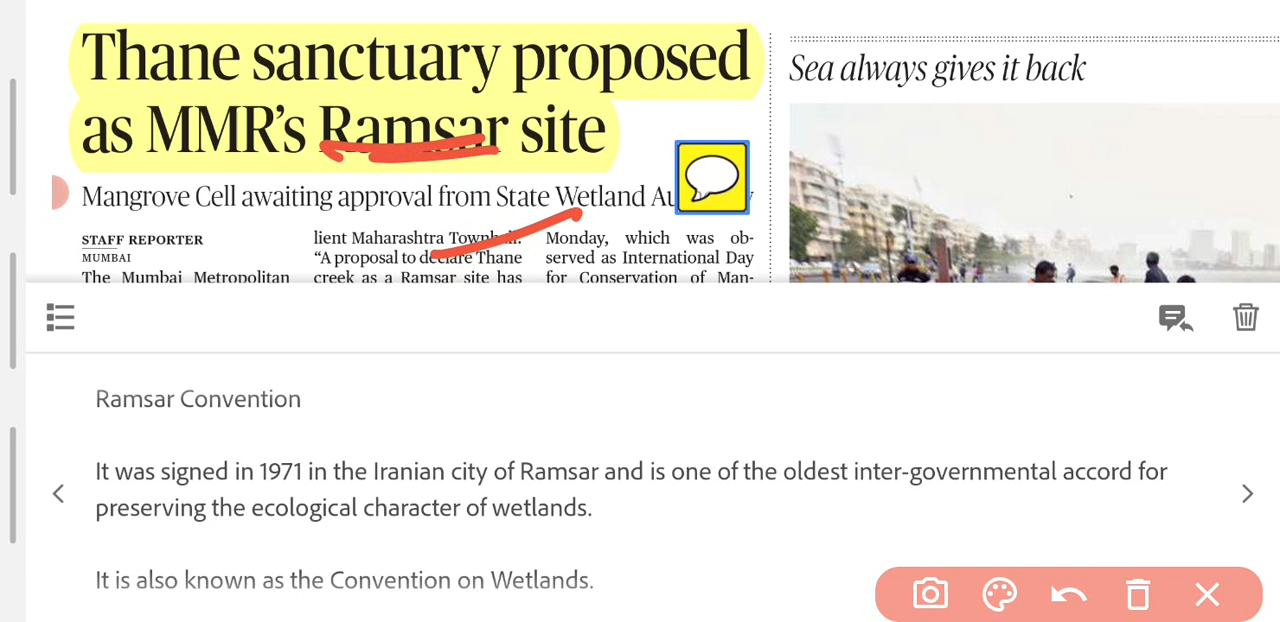 Thane sanctuary proposed
as MMR's Ramsar site
Mangrove Cell awaiting approval from State Wetland
STAFF REPORTER
MUMBAI
The Mumbai Metropolitan
lient Maharashtra
“A proposal to declare Thane
creek as a Ramsar site has
Monday, which was ob-
served as International Day
for Conservation of Man-
Sea always gives it back
Ramsar Convention
It was signed in 1971 in the Iranian city of Ramsar and is one of the oldest inter-governmental accord for
preserving the ecological character of wetlands.
It is also known as the Convention on Wetlands.